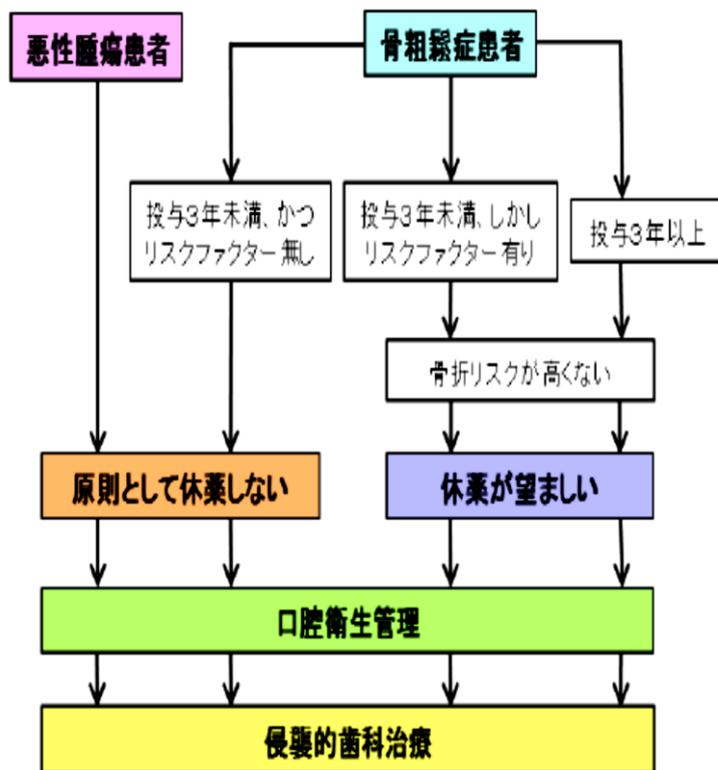 悪性腫瘍患者
骨粗鬆症患者
投与3年未満、かつ
リスクファクター無し
投与3年未満、しかし
リスクファクター有り
投与3年以上
骨折リスクが高くない
原則として休薬しない
休薬が望ましい
口腔衛生管理
侵襲的歯科治療